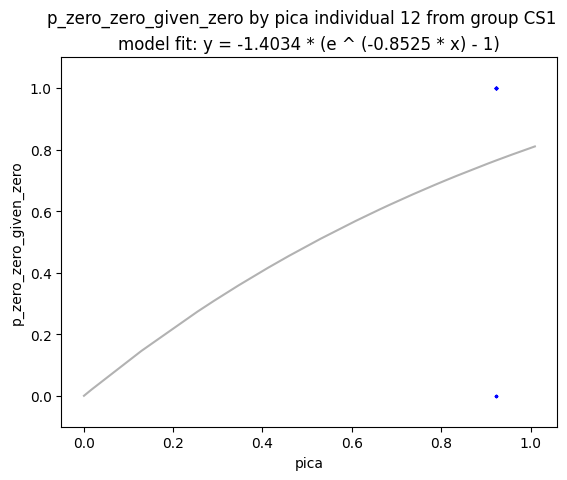 p_zero_zero_given_zero by pica individual 12 from group CS1
model fit: y = -1.4034 * (e ^ (-0.8525 * x) - 1)
1.0
0.8
0.6
0.4
0.2
0.0
p_zero_zero_given_zero
0.0 0.2 0.4 0.6 0.8 1.0
pica